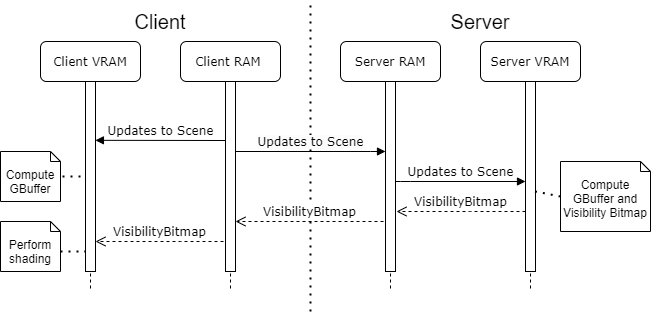 Client
Server
Client VRAM
Client RAM
Server RAM
Server VRAM
Updates to Scene
Updates to Scene
Compute
GBuffer
Updates to Scene
Compute
GBuffer and
Visibility Bitmap
VisibilityBitmap
VisibilityBitmap
VisibilityBitmap
Perform
shading